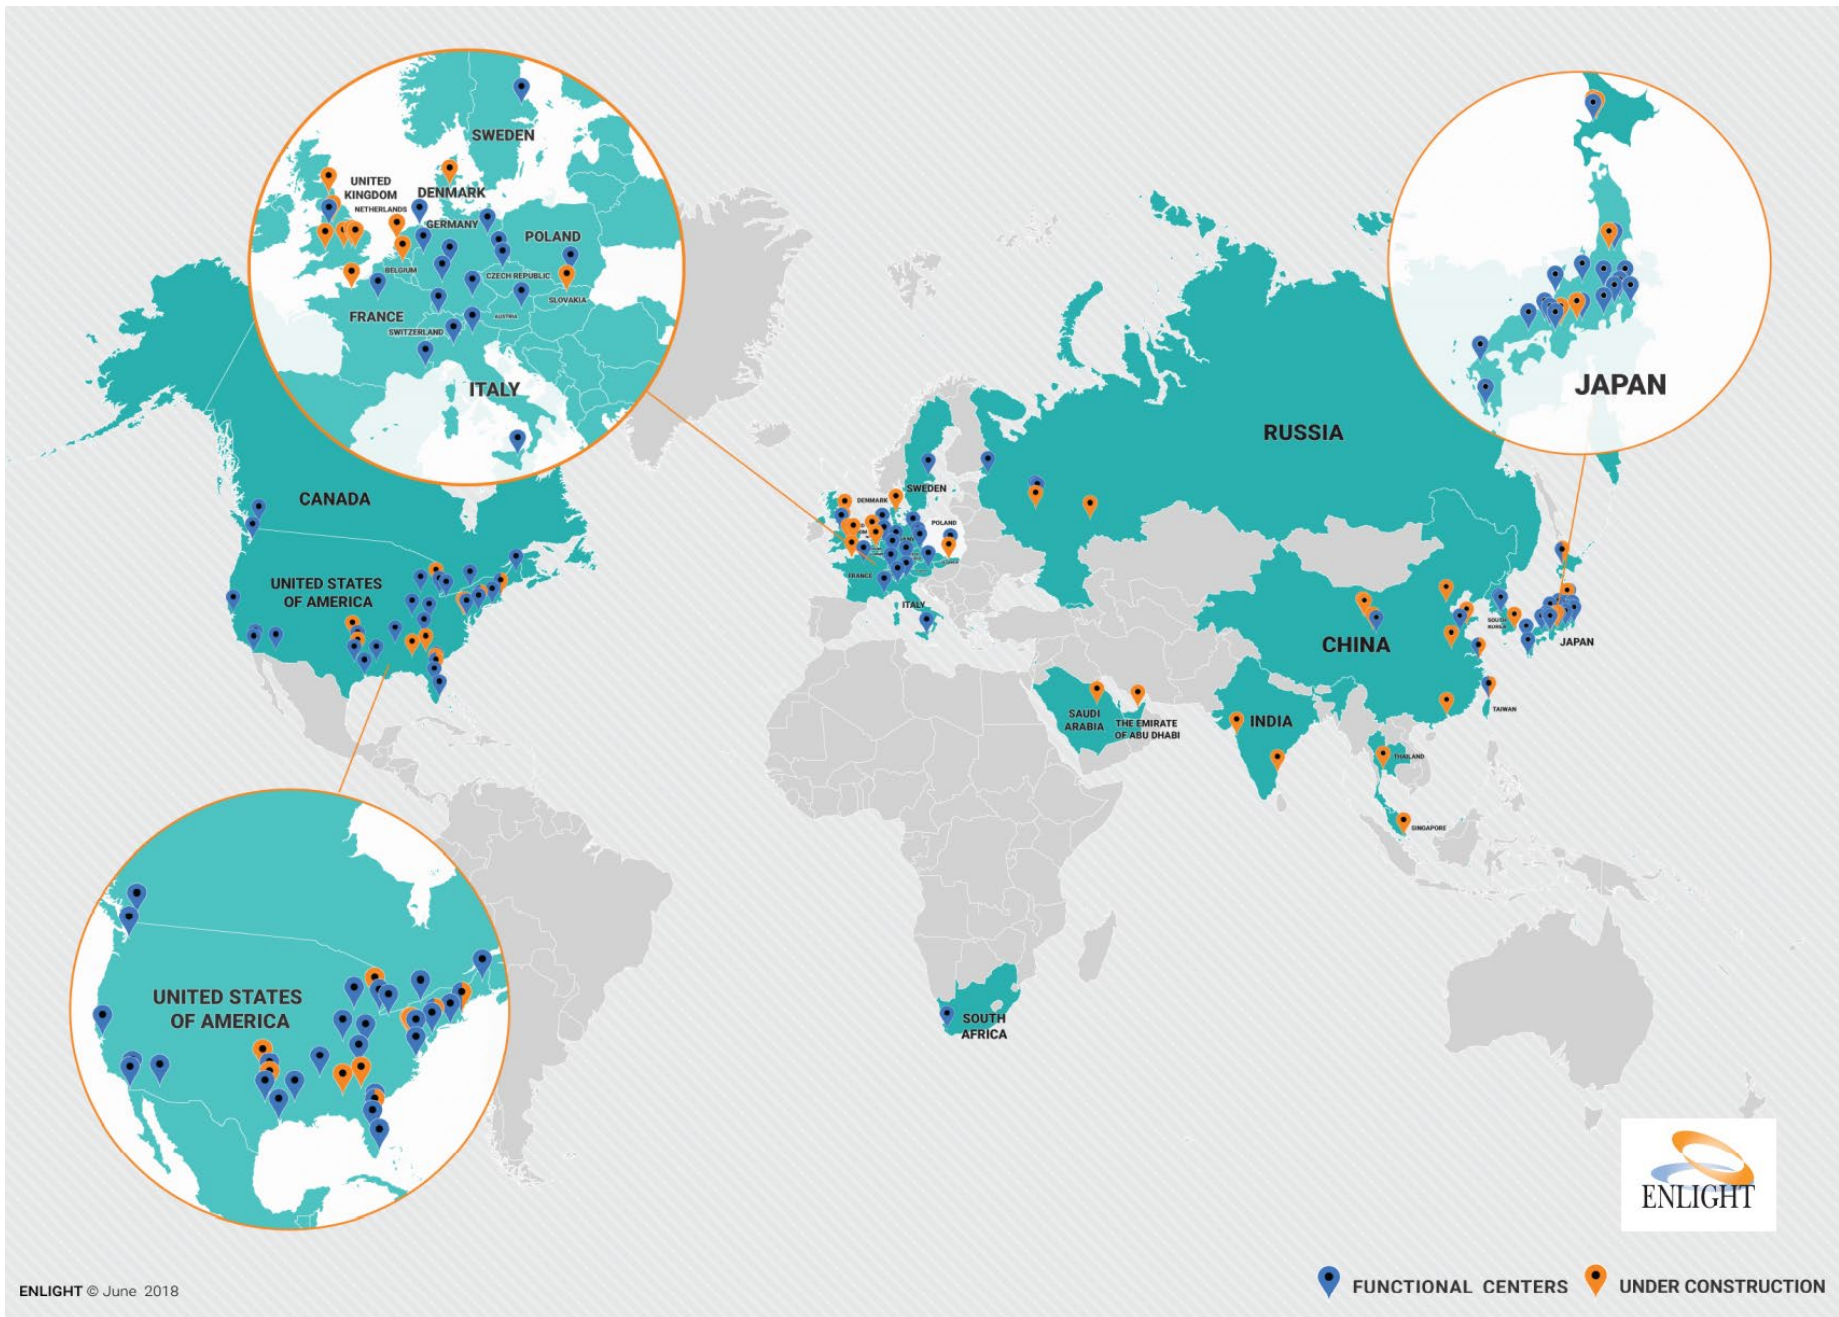 SWEDEN
UNITED
KINGDOM
DENMARK
NETHERLANDS
GERMANY
POLAND
BELGIUM
CZECH REPUBLIC
SLOVAKIA
FRANCE
AUSTRIA
SWITZERLAND
ITALY
JAPAN
RUSSIA
CANADA
UNITED STATES
OF AMERICA
DENMARK
SWEDEN
POLAND
FRANCE
ITALY
SOUTH
KOREA
JAPAN
CHINA
TAIWAN
SAUDI
ARABIA
THE EMIRATE
OF ABU DHABI
INDIA
THAILAND
SINGAPORE
UNITED STATES
OF AMERICA
SOUTH
AFRICA
ENLIGHT
ENLIGHT © June 2018
FUNCTIONAL CENTERS
UNDER CONSTRUCTION